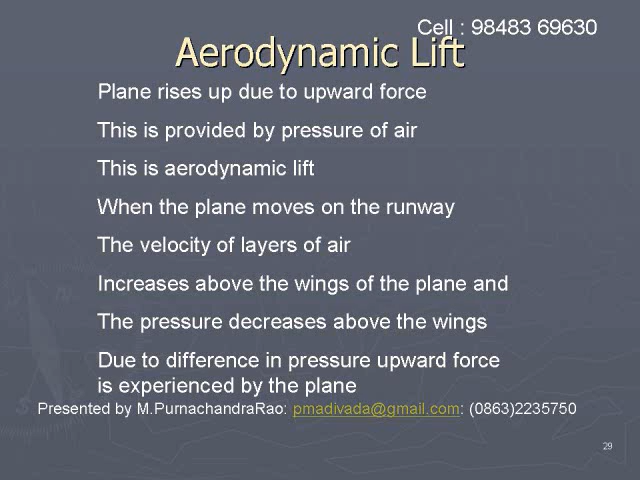 Cell : 98483 69630
Aerodynamic Lift
Plane rises up due to upward force
This is provided by pressure of air
This is aerodynamic lift
When the plane moves on the runway
The velocity of layers of air
Increases above the wings of the plane and
The pressure decreases above the wings
Due to difference in pressure upward force
is experienced by the plane
Presented by M.PurnachandraRao: pmadivada@gmail.com: (0863)2235750
29